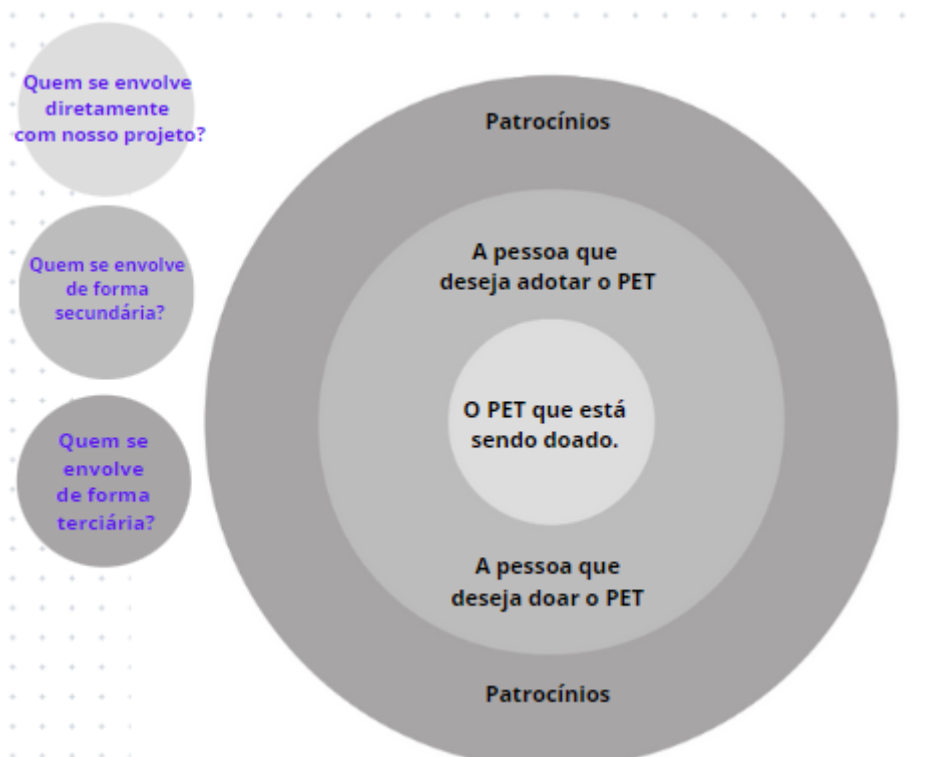 Quem se envolve
diretamente
com nosso projeto?
Quem se envolve
de forma
secundária?
Quem se
envolve
de forma
terciária?
Patrocínios
A pessoa que
deseja adotar o PET
O PET que está
sendo doado.
A pessoa que
deseja doar o PET
Patrocínios